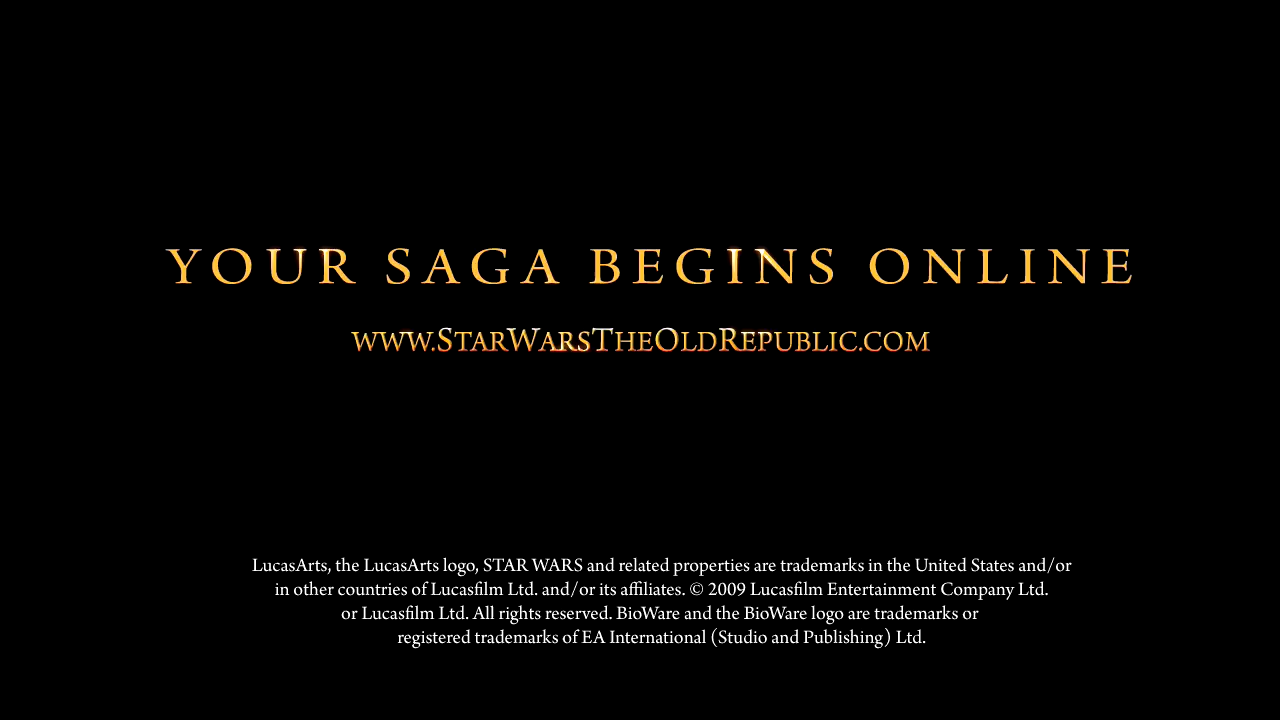 YOUR SAGA BEGINS ONLINE
WWW.STARWARSTHEOLDREPUBLIC.COM
LucasArts, the LucasArts logo, STAR WARS and related properties are trademarks in the United States and/or
in other countries of Lucasfilm Ltd. and/or its affiliates. © 2009 Lucasfilm Entertainment Company Ltd.
or Lucasfilm Ltd. All rights reserved. BioWare and the BioWare logo are trademarks or
registered trademarks of EA International (Studio and Publishing) Ltd.